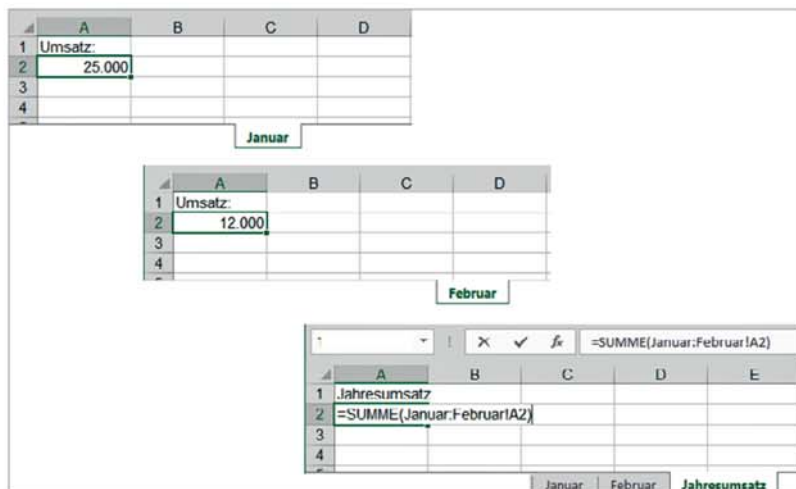 A B C D
1 Umsatz:
2 25.000
3
4
Januar
A B C D
1 Umsatz:
2 12.000
3
4
Februar
fx =SUMME(Januar:Februar!A2)
A B C D E
1 Jahresumsatz
2 =SUMME(Januar:Februar!A2)
3
4
Januar Februar Jahresumsatz